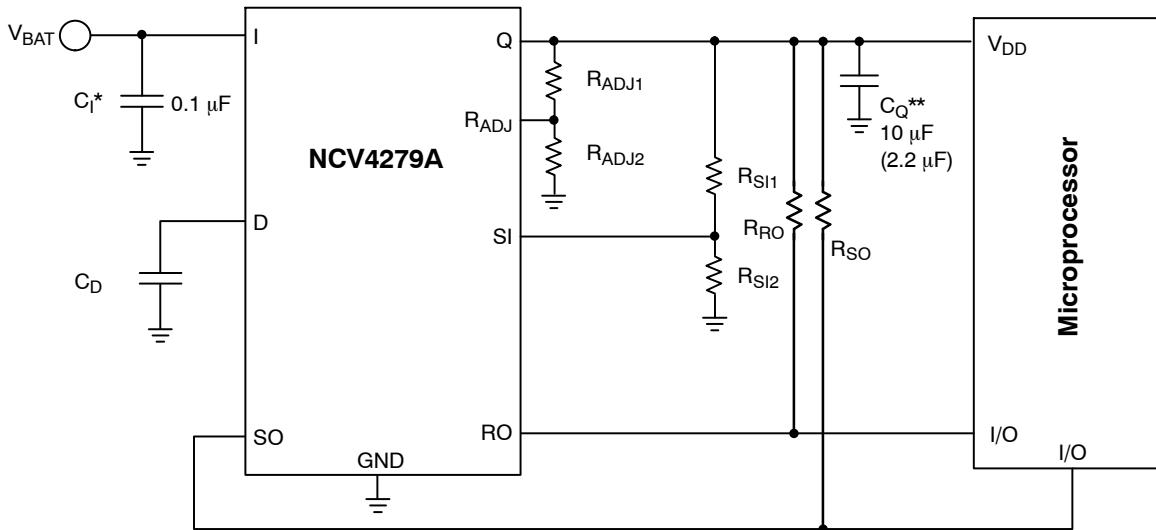 V_BAT
I
Q
V_DD
C_I*
0.1 μF
R_ADJ1
R_ADJ
R_ADJ2
C_Q**
10 μF
(2.2 μF)
NCV4279A
R_SI1
D
SI
R_RO
R_SO
C_D
R_SI2
Microprocessor
SO
RO
I/O
GND
I/O